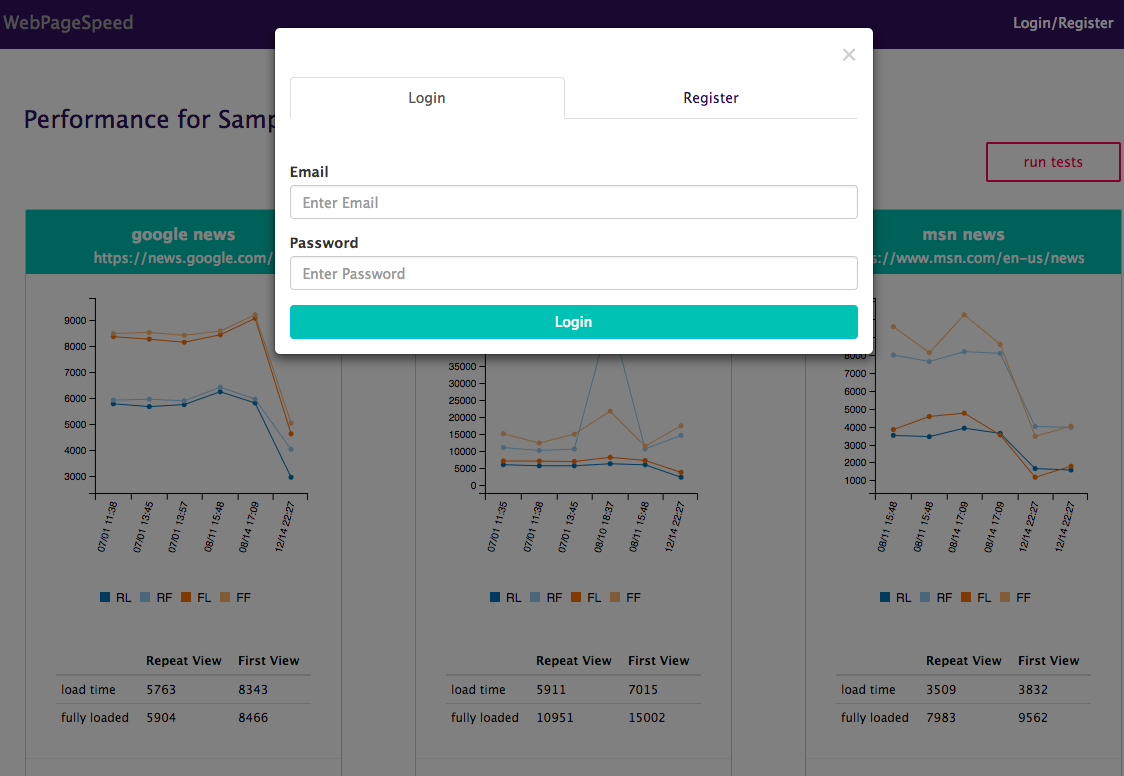 WebPageSpeed
Login/Register
×
Login Register
Performance for Samp
Email
Enter Email
run tests
Password
Enter Password
Login
google news
https://news.google.com/
msn news
s://www.msn.com/en-us/news
9000
8000
7000
6000
5000
4000
3000
07/01 11:38
07/01 13:45
07/01 13:57
08/11 15:48
08/14 17:09
12/14 22:27
RL RF FL FF
Repeat View First View
load time 5763 8343
fully loaded 5904 8466
35000
30000
25000
20000
15000
10000
5000
0
07/01 11:35
07/01 11:38
07/01 13:45
08/10 18:37
08/11 15:48
12/14 22:27
RL RF FL FF
Repeat View First View
load time 5911 7015
fully loaded 10951 15002
8000
7000
6000
5000
4000
3000
2000
1000
08/11 15:48
08/11 15:48
08/14 17:09
08/14 17:09
12/14 22:27
12/14 22:27
RL RF FL FF
Repeat View First View
load time 3509 3832
fully loaded 7983 9562